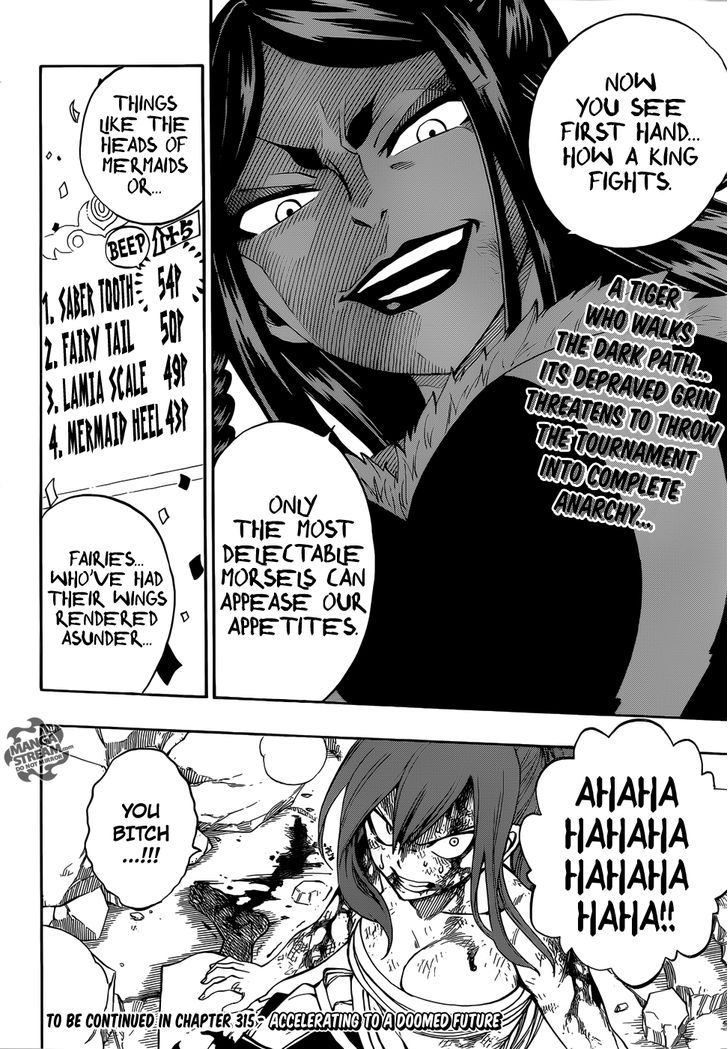 NOW
YOU SEE
FIRST HAND...
HOW A KING
FIGHTS.
A TIGER
WHO WALKS
THE DARK PATH...
ITS DEPRAVED GRIN
THREATENS TO THROW
THE TOURNAMENT
INTO COMPLETE
ANARCHY...
ONLY
THE MOST
DELECTABLE
MORSELS CAN
APPEASE OUR
APPETITES.
THINGS
LIKE THE
HEADS OF
MERMAIDS
OR...
BEEP
+5
1. SABER TOOTH 54P
2. FAIRY TAIL 50P
3. LAMIA SCALE 49P
4. MERMAID HEEL 43P
FAIRIES...
WHO'VE HAD
THEIR WINGS
RENDERED
ASUNDER...
AHAHA
HAHAHA
HAHAHA
HAHA!!
YOU
BITCH
...!!!
MANGA
STREAM.com
DO NOT MIRROR
TO BE CONTINUED IN CHAPTER 315 - ACCELERATING TO A DOOMED FUTURE